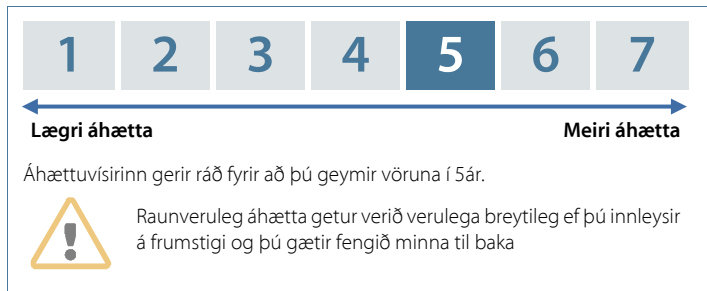 1 2 3 4 5 6 7
Lægri áhætta Meiri áhætta
Áhættuvísirinn gerir ráð fyrir að þú geymir vöruna í 5ár.
Raunveruleg áhætta getur verið verulega breytileg ef þú innleysir
á frumstigi og þú gætir fengið minna til baka